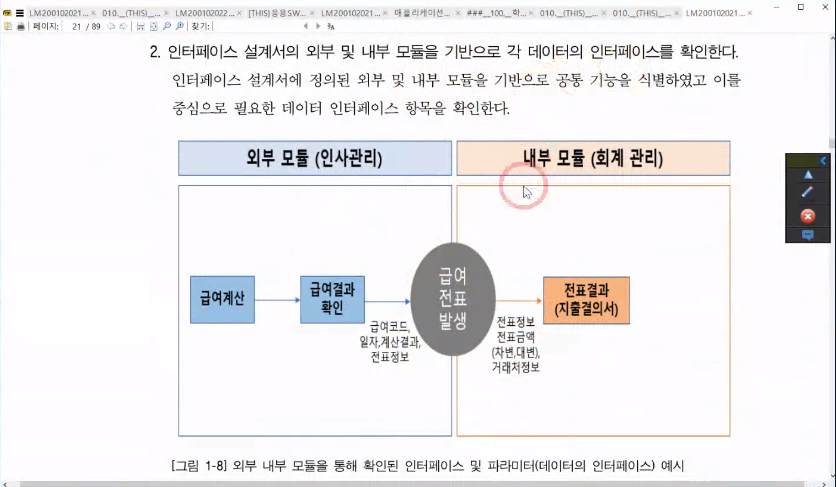 LM200102021... × 010.__(THIS)__... × LM200102022... × [THIS]응용SW... × LM200102021... × 애플리케이션... × ###__100__*학... × 010.__(THIS)__... × 010.__(THIS)__... × LM200102021... ×
페이지: 21 / 89 찾기:
2. 인터페이스 설계서의 외부 및 내부 모듈을 기반으로 각 데이터의 인터페이스를 확인한다.
인터페이스 설계서에 정의된 외부 및 내부 모듈을 기반으로 공통 기능을 식별하였고 이를
중심으로 필요한 데이터 인터페이스 항목을 확인한다.
외부 모듈 (인사관리)
내부 모듈 (회계 관리)
급여계산
급여결과
확인
급여코드,
일자,계산결과,
전표정보
급여
전표
발생
전표정보
전표금액
(차변,대변),
거래처정보
전표결과
(지출결의서)
[그림 1-8] 외부 내부 모듈을 통해 확인된 인터페이스 및 파라미터(데이터의 인터페이스) 예시